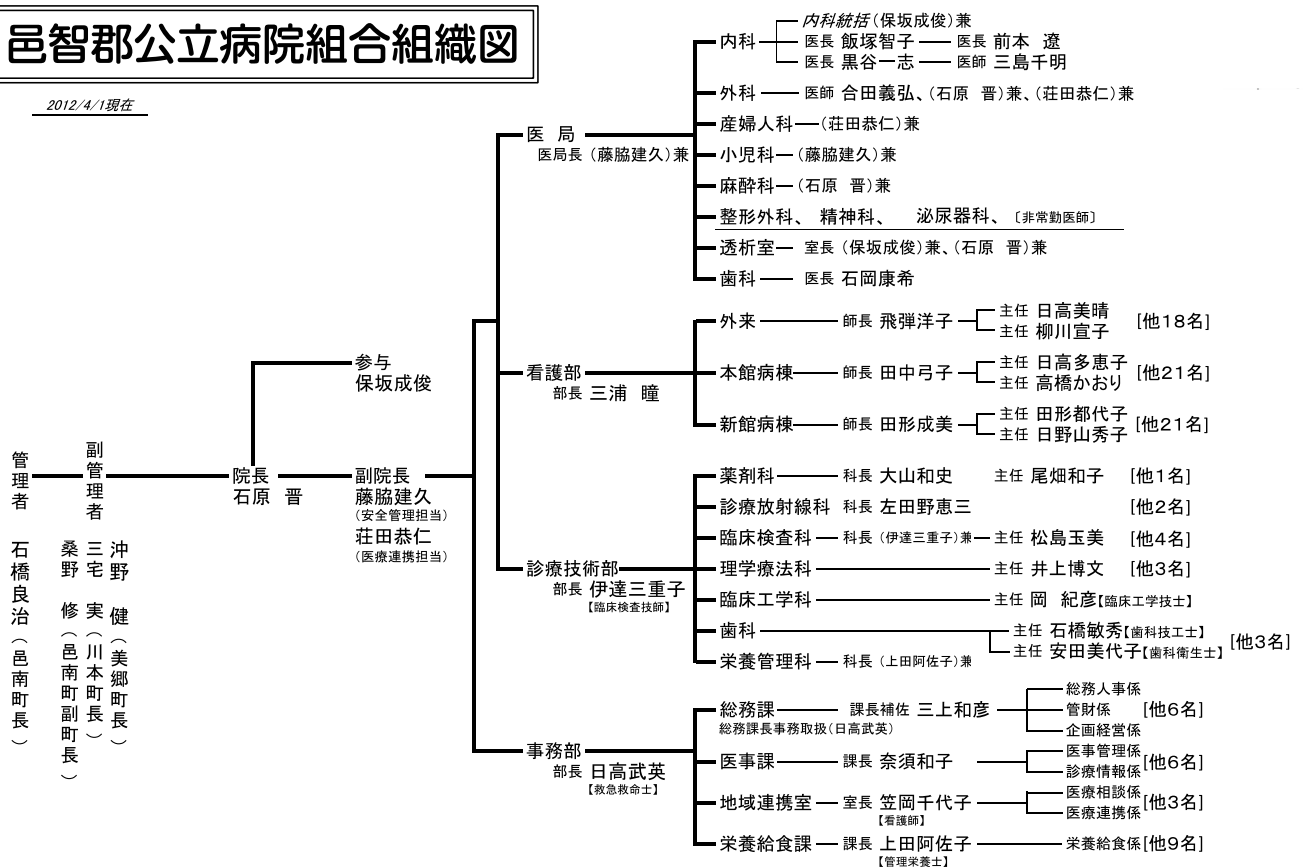 邑智郡公立病院組合組織図
2012/4/1現在
管理者
石橋良治(邑南町長)
副管理者
沖野 健(美郷町長)
三宅 実(川本町長)
桑野 修(邑南町副町長)
院長
石原 晋
参与
保坂成俊
副院長
藤脇建久
(安全管理担当)
荘田恭仁
(医療連携担当)
医 局
医局長 (藤脇建久)兼
内科
内科統括(保坂成俊)兼
医長 飯塚智子 医長 前本 遼
医長 黒谷一志 医師 三島千明
外科 医師 合田義弘、(石原 晋)兼、(荘田恭仁)兼
産婦人科 (荘田恭仁)兼
小児科 (藤脇建久)兼
麻酔科 (石原 晋)兼
整形外科、 精神科、 泌尿器科、〔非常勤医師〕
透析室 室長 (保坂成俊)兼、(石原 晋)兼
歯科 医長 石岡康希
看護部
部長 三浦 瞳
外来 師長 飛弾洋子 主任 日高美晴 [他18名]
主任 柳川宣子
本館病棟 師長 田中弓子 主任 日高多恵子 [他21名]
主任 高橋かおり
新館病棟 師長 田形成美 主任 田形都代子 [他21名]
主任 日野山秀子
診療技術部
部長 伊達三重子
【臨床検査技師】
薬剤科 科長 大山和史 主任 尾畑和子 [他1名]
診療放射線科 科長 左田野恵三 [他2名]
臨床検査科 科長 (伊達三重子)兼 主任 松島玉美 [他4名]
理学療法科 主任 井上博文 [他3名]
臨床工学科 主任 岡 紀彦【臨床工学技士】
歯科 主任 石橋敏秀【歯科技工士】 [他3名]
主任 安田美代子【歯科衛生士】
栄養管理科 科長 (上田阿佐子)兼
事務部
部長 日高武英
【救急救命士】
総務課 課長補佐 三上和彦
総務課長事務取扱(日高武英)
総務人事係
管財係 [他6名]
企画経営係
医事課 課長 奈須和子
医事管理係 [他6名]
診療情報係
地域連携室 室長 笠岡千代子
【看護師】
医療相談係 [他3名]
医療連携係
栄養給食課 課長 上田阿佐子 栄養給食係 [他9名]
【管理栄養士】